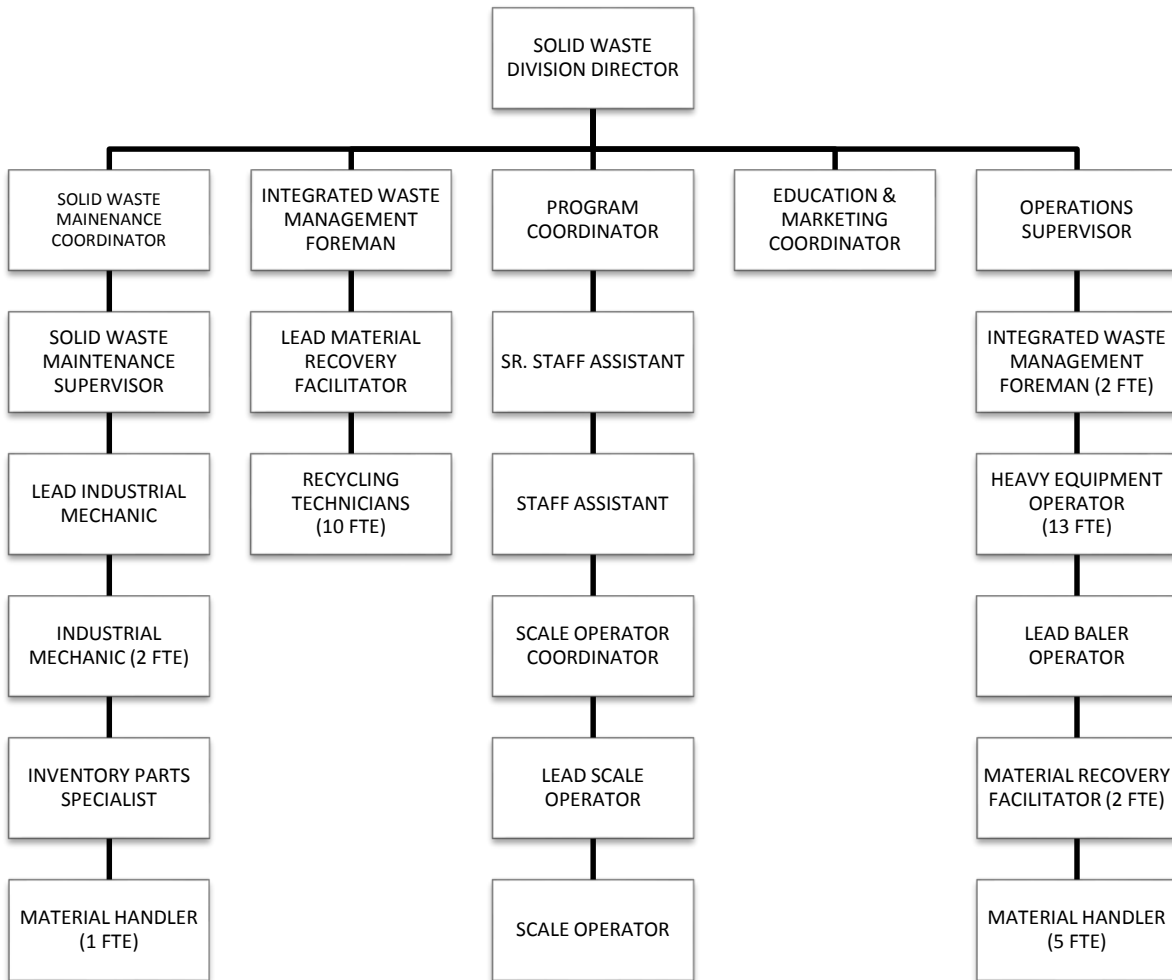 SOLID WASTE
DIVISION DIRECTOR
SOLID WASTE
MAINENANCE
COORDINATOR
INTEGRATED WASTE
MANAGEMENT
FOREMAN
PROGRAM
COORDINATOR
EDUCATION &
MARKETING
COORDINATOR
OPERATIONS
SUPERVISOR
SOLID WASTE
MAINTENANCE
SUPERVISOR
LEAD MATERIAL
RECOVERY
FACILITATOR
SR. STAFF ASSISTANT
INTEGRATED WASTE
MANAGEMENT
FOREMAN (2 FTE)
LEAD INDUSTRIAL
MECHANIC
RECYCLING
TECHNICIANS
(10 FTE)
STAFF ASSISTANT
HEAVY EQUIPMENT
OPERATOR
(13 FTE)
INDUSTRIAL
MECHANIC (2 FTE)
SCALE OPERATOR
COORDINATOR
LEAD BALER
OPERATOR
INVENTORY PARTS
SPECIALIST
LEAD SCALE
OPERATOR
MATERIAL RECOVERY
FACILITATOR (2 FTE)
MATERIAL HANDLER
(1 FTE)
SCALE OPERATOR
MATERIAL HANDLER
(5 FTE)